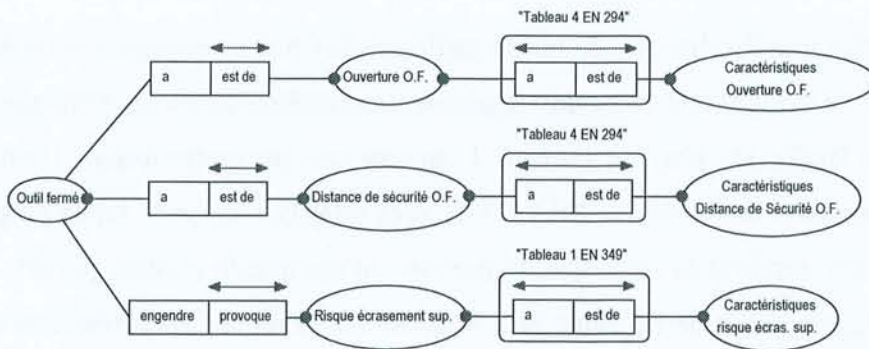 "Tableau 4 EN 294"
a
est de
Ouverture O.F.
a
est de
Caractéristiques
Ouverture O.F.
"Tableau 4 EN 294"
Outil fermé
a
est de
Distance de sécurité O.F.
a
est de
Caractéristiques
Distance de Sécurité O.F.
"Tableau 1 EN 349"
engendre
provoque
Risque écrasement sup.
a
est de
Caractéristiques
risque écras. sup.